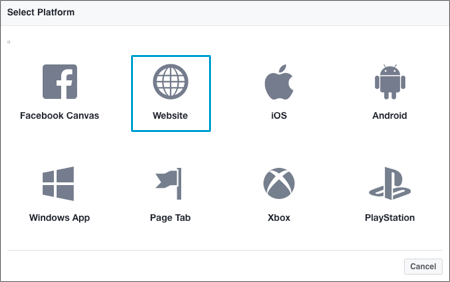 Select Platform
Facebook Canvas
Website
iOS
Android
Windows App
Page Tab
Xbox
PlayStation
Cancel